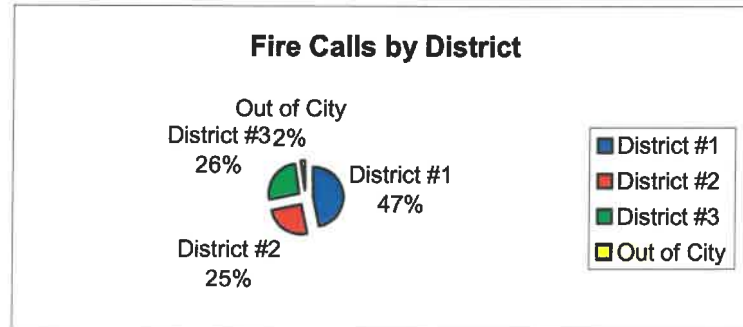 Fire Calls by District
Out of City
2%
District #3
26%
District #1
47%
District #2
25%
District #1
District #2
District #3
Out of City